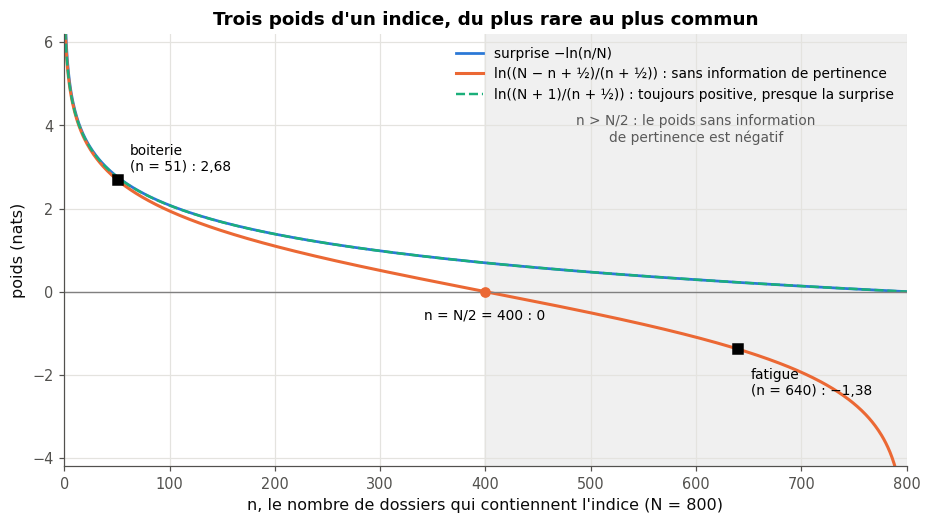 Trois poids d'un indice, du plus rare au plus commun
surprise −ln(n/N)
ln((N − n + ½)/(n + ½)) : sans information de pertinence
ln((N + 1)/(n + ½)) : toujours positive, presque la surprise
n > N/2 : le poids sans information
de pertinence est négatif
boiterie
(n = 51) : 2,68
n = N/2 = 400 : 0
fatigue
(n = 640) : −1,38
poids (nats)
6
4
2
0
−2
−4
0 100 200 300 400 500 600 700 800
n, le nombre de dossiers qui contiennent l'indice (N = 800)